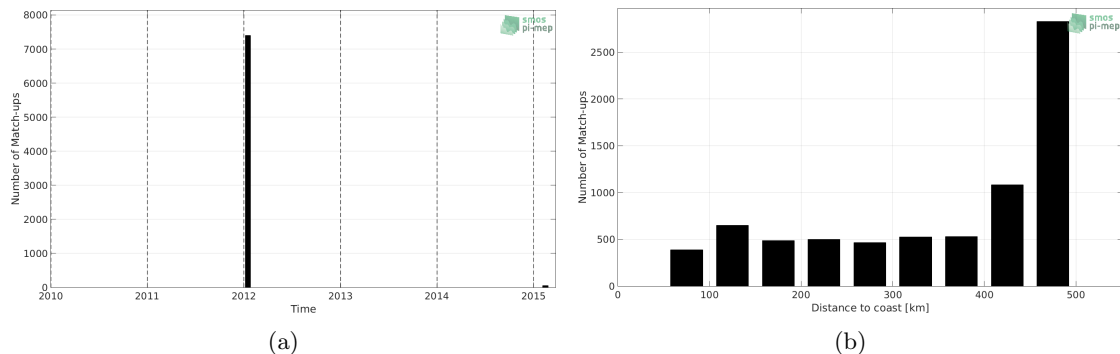 8000
7000
6000
5000
4000
3000
2000
1000
0
Number of Match-ups
2010 2011 2012 2013 2014 2015
Time
smos
pi-mep
(a)
2500
2000
1500
1000
500
0
Number of Match-ups
0 100 200 300 400 500
Distance to coast [km]
smos
pi-mep
(b)